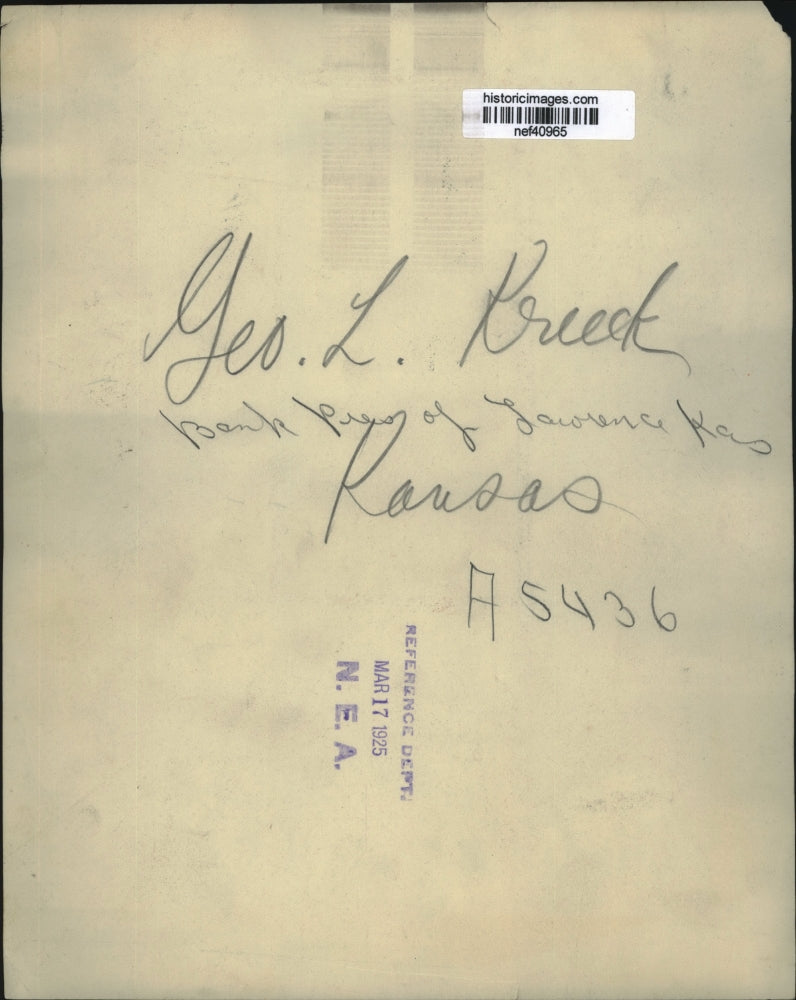 historicimages.com
nef40965
Geo. L. Kreeck
Bank Pres of Lawrence Kas
Kansas
A5436
REFERENCE DEPT.
MAR 17 1925
N. E. A.